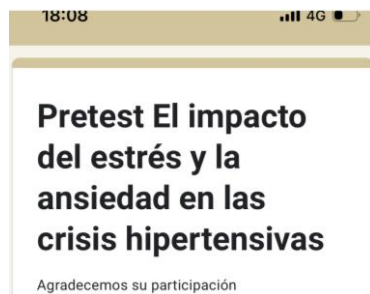 18:08 4G
Pretest El impacto
del estrés y la
ansiedad en las
crisis hipertensivas
Agradecemos su participación